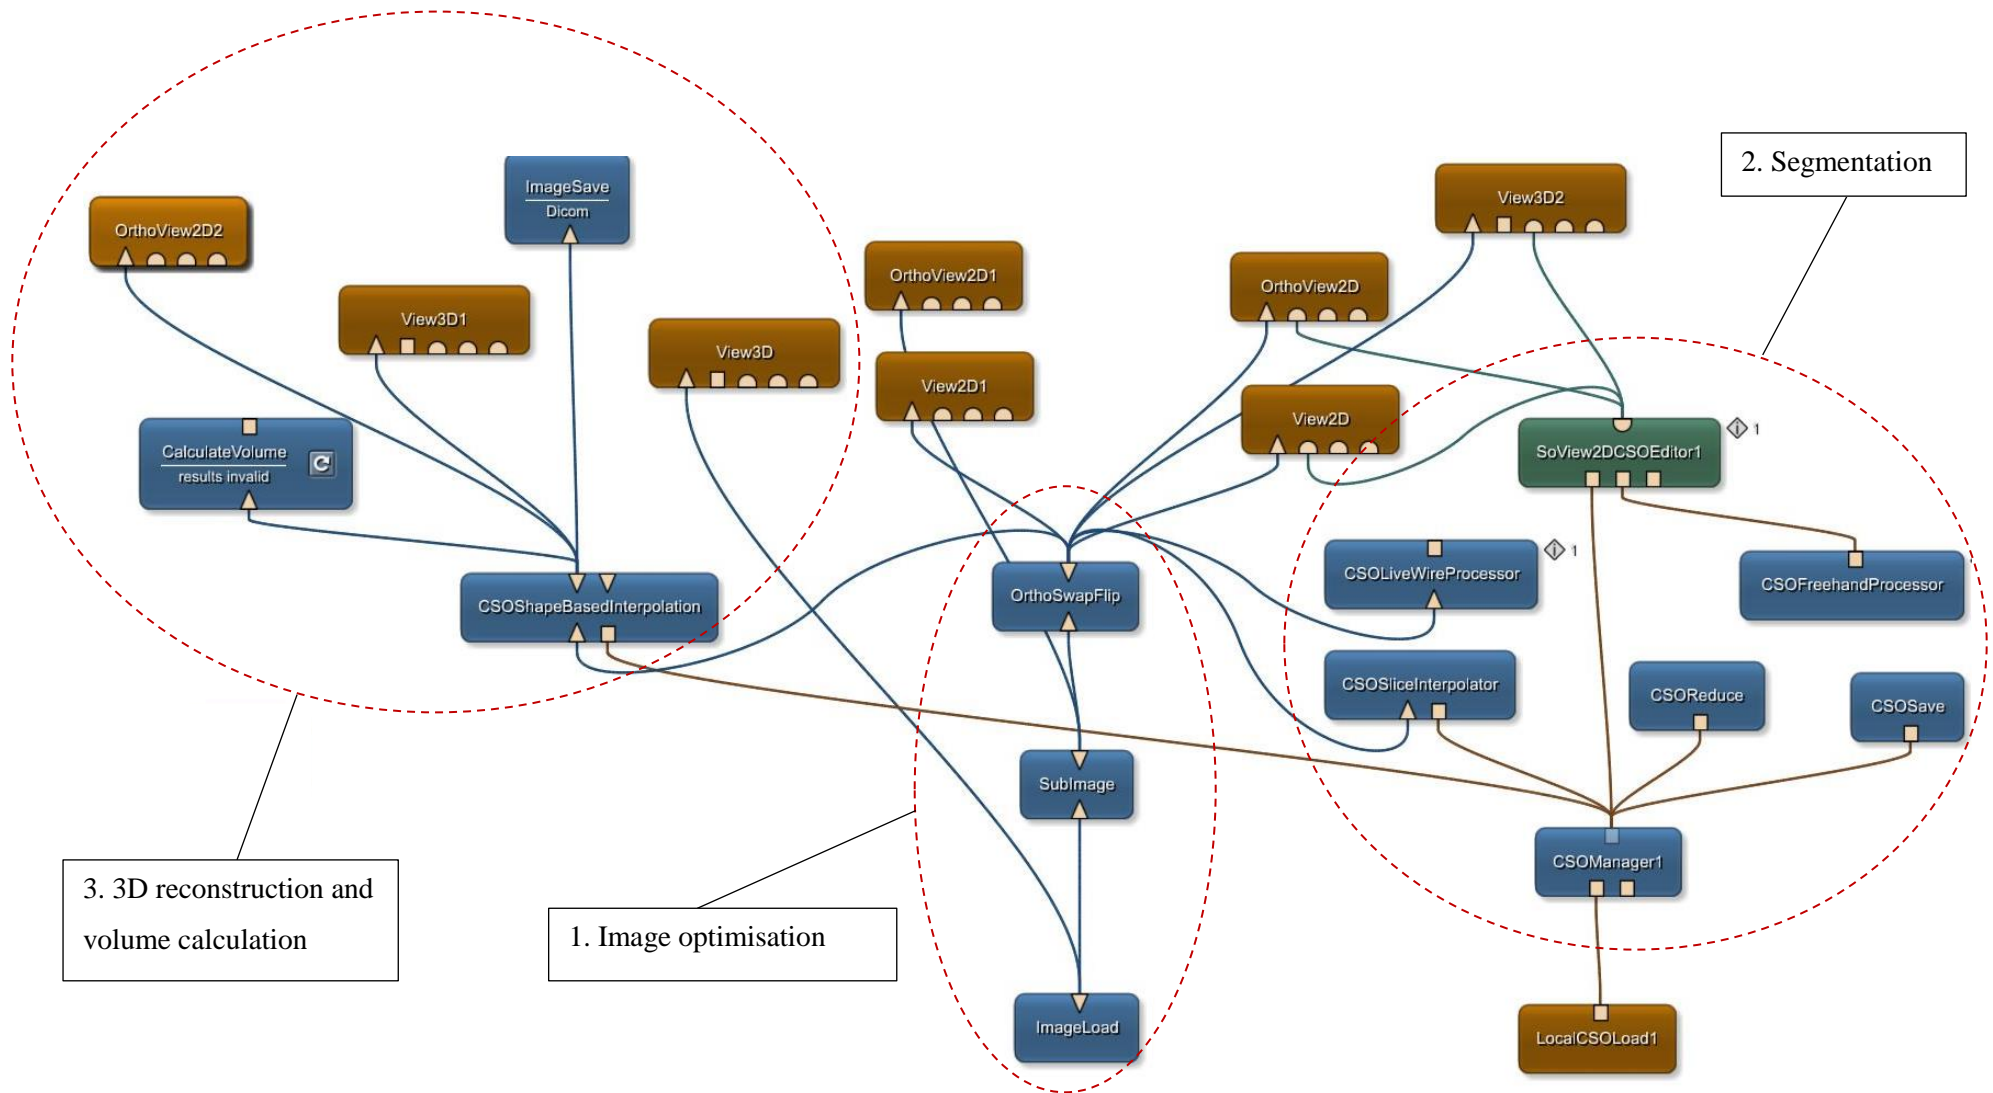 2. Segmentation
ImageSave
Dicom
View3D2
OrthoView2D2
OrthoView2D1
OrthoView2D
View3D1
View3D
View2D1
View2D
CalculateVolume
results invalid
SoView2DCSOEditor1
1
CSOLiveWireProcessor
1
CSOFreehandProcessor
CSOShapeBasedInterpolation
OrthoSwapFlip
CSOSliceInterpolator
CSOReduce
CSOSave
SubImage
CSOManager1
3. 3D reconstruction and
volume calculation
1. Image optimisation
ImageLoad
LocalCSOLoad1